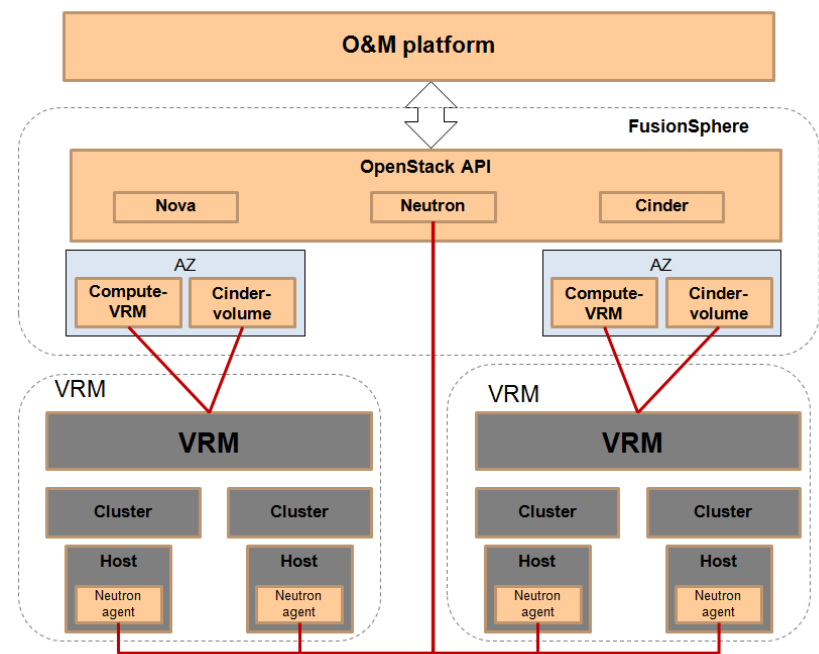 O&M platform
FusionSphere
OpenStack API
Nova
Neutron
Cinder
AZ
Compute-
VRM
Cinder-
volume
AZ
Compute-
VRM
Cinder-
volume
VRM
VRM
Cluster
Cluster
Host
Neutron
agent
Host
Neutron
agent
VRM
VRM
Cluster
Cluster
Host
Neutron
agent
Host
Neutron
agent